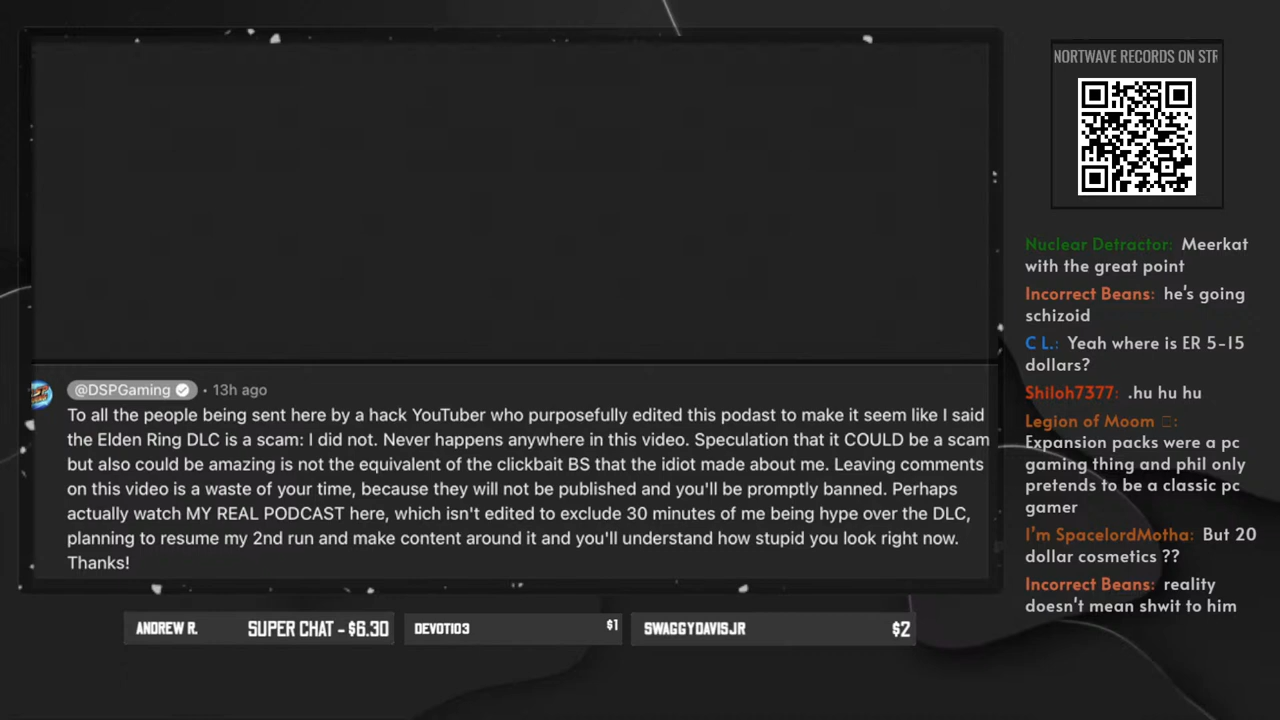 NORTWAVE RECORDS ON STR
@DSPGaming • 13h ago
To all the people being sent here by a hack YouTuber who purposefully edited this podast to make it seem like I said
the Elden Ring DLC is a scam: I did not. Never happens anywhere in this video. Speculation that it COULD be a scam
but also could be amazing is not the equivalent of the clickbait BS that the idiot made about me. Leaving comments
on this video is a waste of your time, because they will not be published and you'll be promptly banned. Perhaps
actually watch MY REAL PODCAST here, which isn't edited to exclude 30 minutes of me being hype over the DLC,
planning to resume my 2nd run and make content around it and you'll understand how stupid you look right now.
Thanks!
Nuclear Detractor: Meerkat
with the great point
Incorrect Beans: he's going
schizoid
C L.: Yeah where is ER 5-15
dollars?
Shiloh7377: .hu hu hu
Legion of Moom :
Expansion packs were a pc
gaming thing and phil only
pretends to be a classic pc
gamer
I'm SpacelordMotha: But 20
dollar cosmetics ??
Incorrect Beans: reality
doesn't mean shwit to him
ANDREW R. SUPER CHAT - $6.30
DEVOTI03 $1
SWAGGYDAVISJR $2